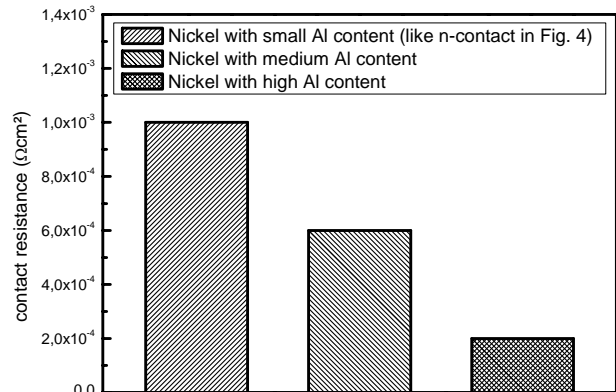 1,4x10⁻³
1,2x10⁻³
1,0x10⁻³
8,0x10⁻⁴
6,0x10⁻⁴
4,0x10⁻⁴
2,0x10⁻⁴
0,0
contact resistance (Ωcm²)
Nickel with small Al content (like n-contact in Fig. 4)
Nickel with medium Al content
Nickel with high Al content